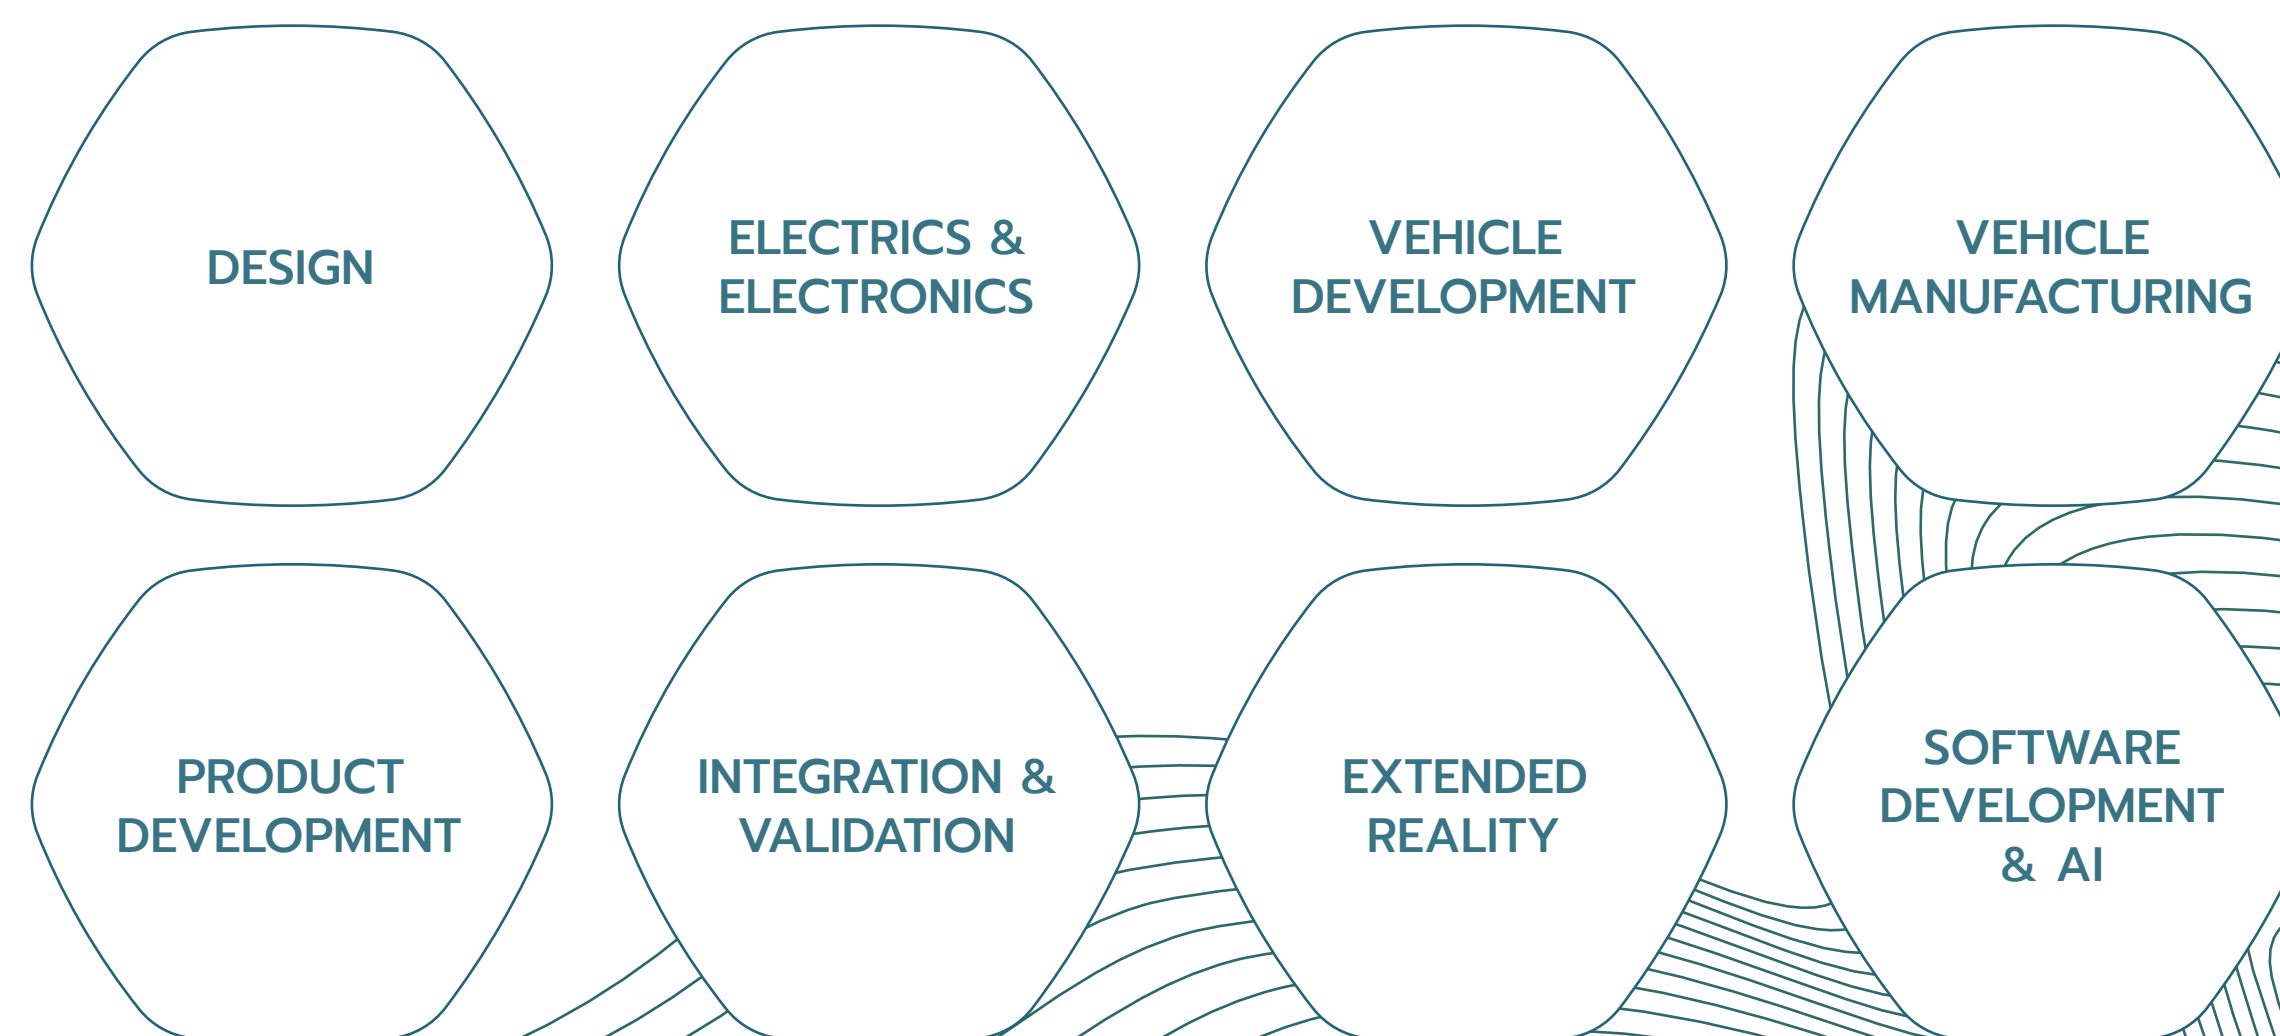 DESIGN
ELECTRICS &
ELECTRONICS
VEHICLE
DEVELOPMENT
VEHICLE
MANUFACTURING
PRODUCT
DEVELOPMENT
INTEGRATION &
VALIDATION
EXTENDED
REALITY
SOFTWARE
DEVELOPMENT
& AI